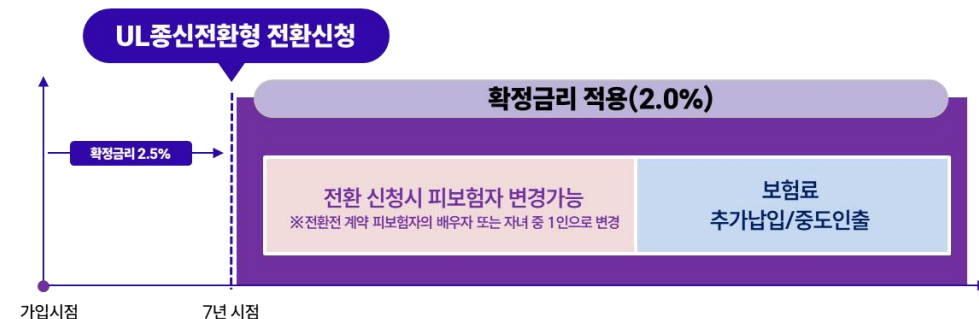 UL종신전환형 전환신청
확정금리 적용(2.0%)
확정금리 2.5%
전환 신청시 피보험자 변경가능
※전환전 계약 피보험자의 배우자 또는 자녀 중 1인으로 변경
보험료
추가납입/중도인출
가입시점
7년 시점